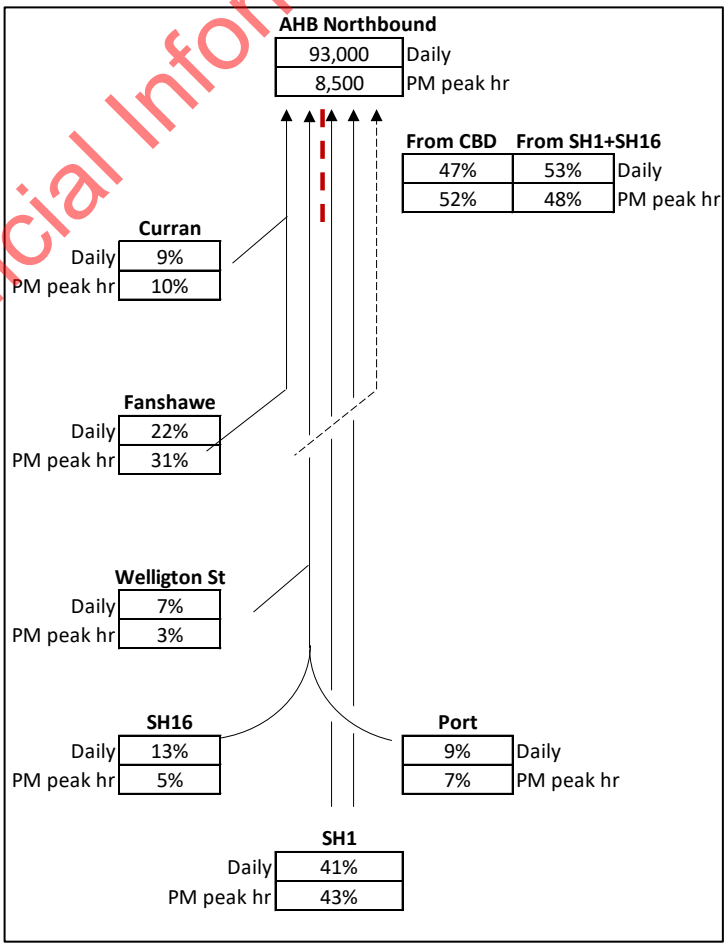 AHB Northbound
93,000 Daily
8,500 PM peak hr
From CBD From SH1+SH16
47% 53% Daily
52% 48% PM peak hr
Curran
Daily 9%
PM peak hr 10%
Fanshawe
Daily 22%
PM peak hr 31%
Welligton St
Daily 7%
PM peak hr 3%
SH16
Daily 13%
PM peak hr 5%
Port
9% Daily
7% PM peak hr
SH1
Daily 41%
PM peak hr 43%